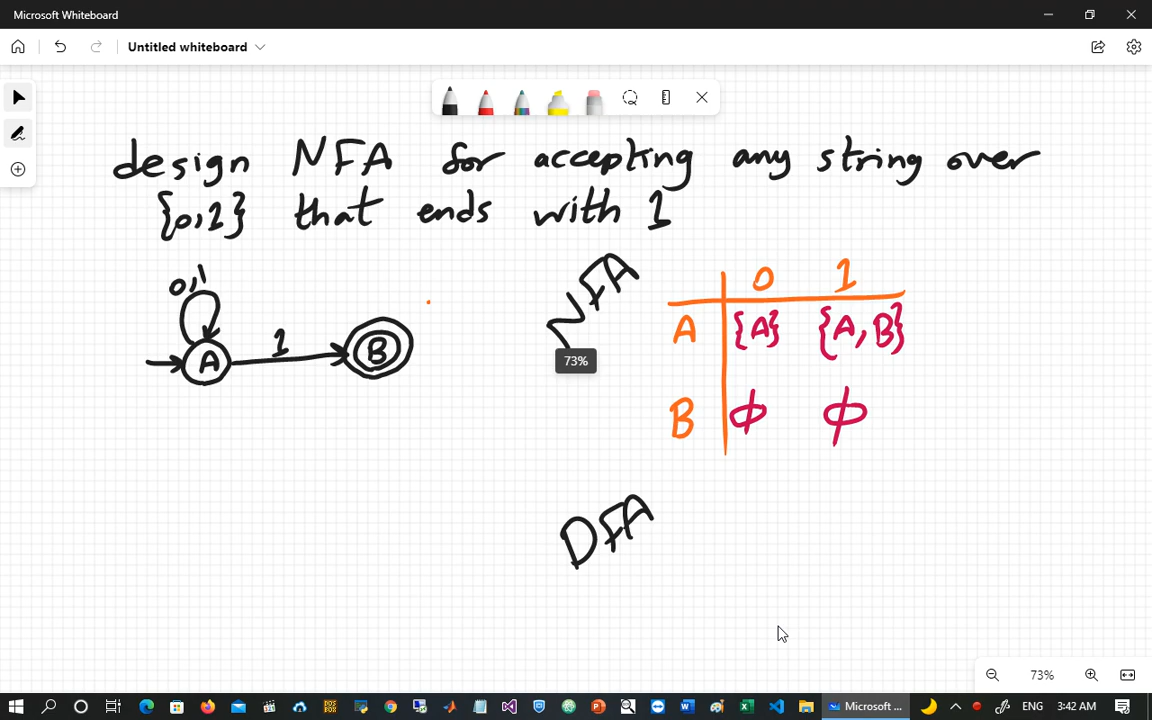 Microsoft Whiteboard
Untitled whiteboard
design NFA for accepting any string over
{0,1} that ends with 1
0,1
A 1 B
NFA
73%
0 1
A {A} {A,B}
B ϕ ϕ
DFA
73%
Microsoft ... ENG 3:42 AM